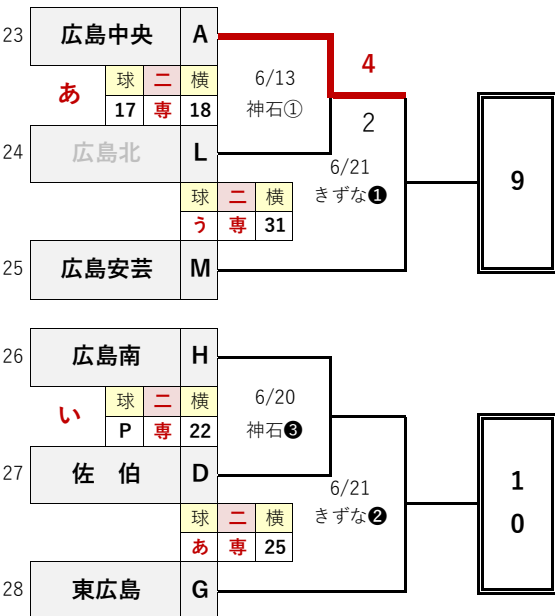 23 広島中央 A
4
あ 球 二 横 6/13
17 専 18 神石①
2
24 広島北 L
6/21
球 二 横 きずな❶
9
う 専 31
25 広島安芸 M
26 広島南 H
い 球 二 横 6/20
P 専 22 神石❸
27 佐 伯 D
6/21
球 二 横 きずな❷
1
0
あ 専 25
28 東広島 G